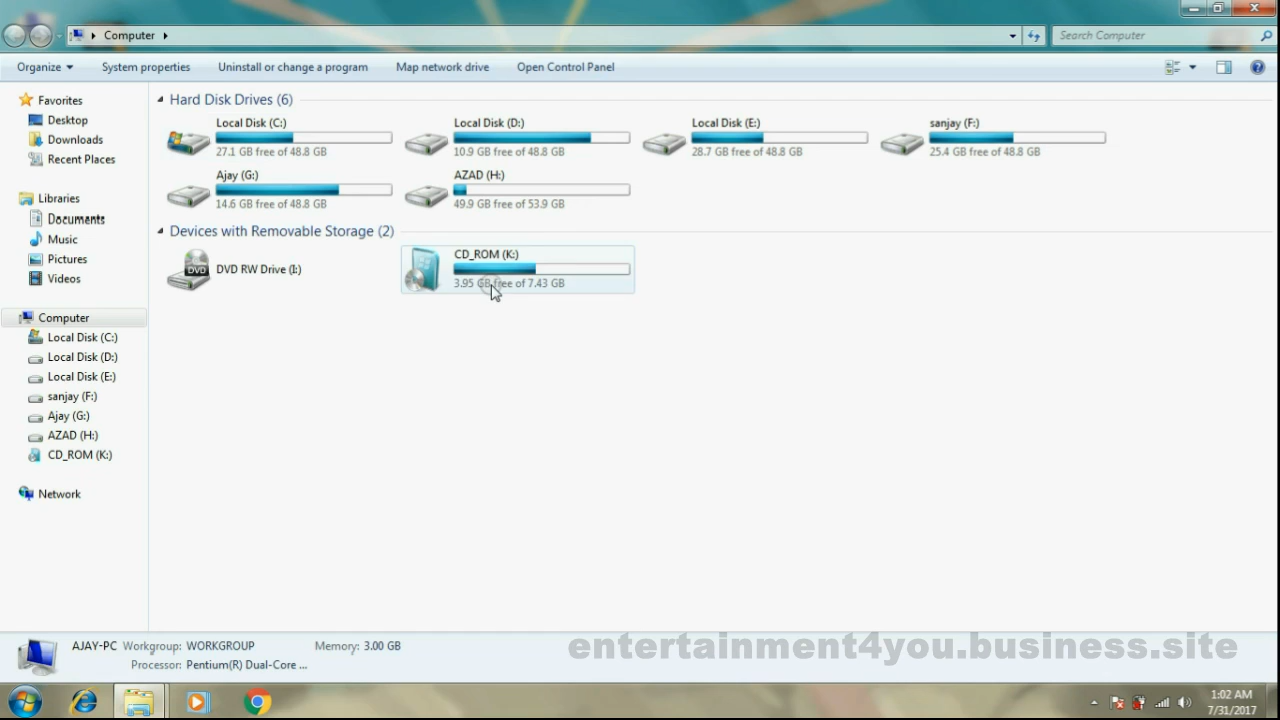 Computer
Search Computer
Organize
System properties
Uninstall or change a program
Map network drive
Open Control Panel
Favorites
Desktop
Downloads
Recent Places
Libraries
Documents
Music
Pictures
Videos
Computer
Local Disk (C:)
Local Disk (D:)
Local Disk (E:)
sanjay (F:)
Ajay (G:)
AZAD (H:)
CD_ROM (K:)
Network
Hard Disk Drives (6)
Local Disk (C:)
27.1 GB free of 48.8 GB
Local Disk (D:)
10.9 GB free of 48.8 GB
Local Disk (E:)
28.7 GB free of 48.8 GB
sanjay (F:)
25.4 GB free of 48.8 GB
Ajay (G:)
14.6 GB free of 48.8 GB
AZAD (H:)
49.9 GB free of 53.9 GB
Devices with Removable Storage (2)
DVD
DVD RW Drive (I:)
CD_ROM (K:)
3.95 GB free of 7.43 GB
AJAY-PC Workgroup: WORKGROUP Memory: 3.00 GB
Processor: Pentium(R) Dual-Core ...
entertainment4you.business.site
1:02 AM
7/31/2017